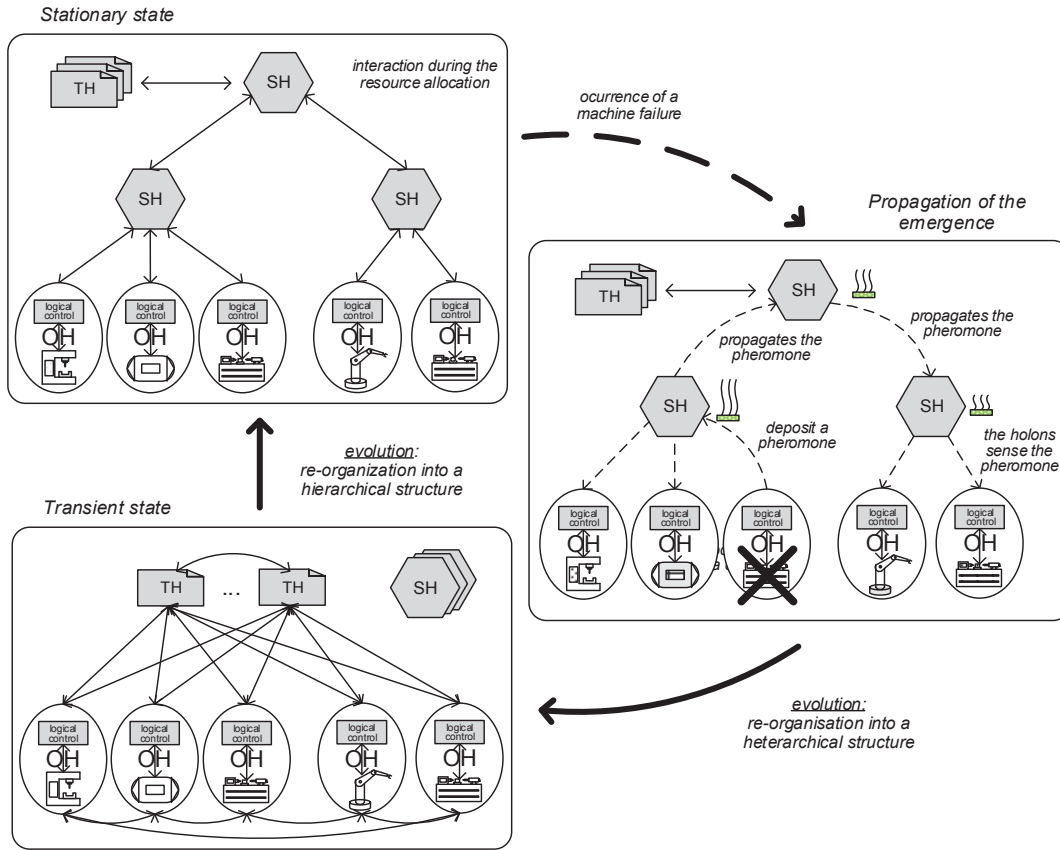 Stationary state
TH
SH
interaction during the
resource allocation
SH
SH
logical
control
OH
logical
control
OH
logical
control
OH
logical
control
OH
logical
control
OH
ocurrence of a
machine failure
Propagation of the
emergence
TH
SH
propagates the
pheromone
propagates the
pheromone
SH
SH
deposit a
pheromone
the holons
sense the
pheromone
logical
control
OH
logical
control
OH
logical
control
OH
logical
control
OH
logical
control
OH
evolution:
re-organization into a
hierarchical structure
Transient state
TH
...
TH
SH
logical
control
OH
logical
control
OH
logical
control
OH
logical
control
OH
logical
control
OH
evolution:
re-organisation into a
heterarchical structure